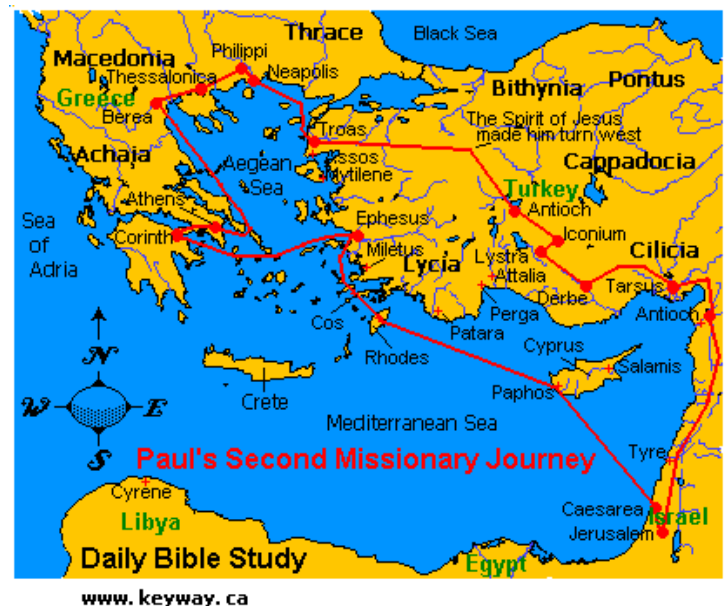 Black Sea
Thrace
Philippi
Macedonia
Thessalonica
Neapolis
Greece
Berea
Bithynia
Pontus
The Spirit of Jesus
made him turn west
Troas
Achaia
Assos
Mytilene
Aegean
Sea
Cappadocia
Turkey
Athens
Antioch
Sea
of
Adria
Corinth
Ephesus
Iconium
Miletus
Lycia
Lystra
Attalia
Cilicia
Derbe
Tarsus
Perga
Antioch
Cos
Patara
Rhodes
Cyprus
Salamis
Paphos
N
W
E
S
Crete
Mediterranean Sea
Paul's Second Missionary Journey
Tyre
Cyrene
Libya
Caesarea
Israel
Jerusalem
Daily Bible Study
Egypt
www.keyway.ca